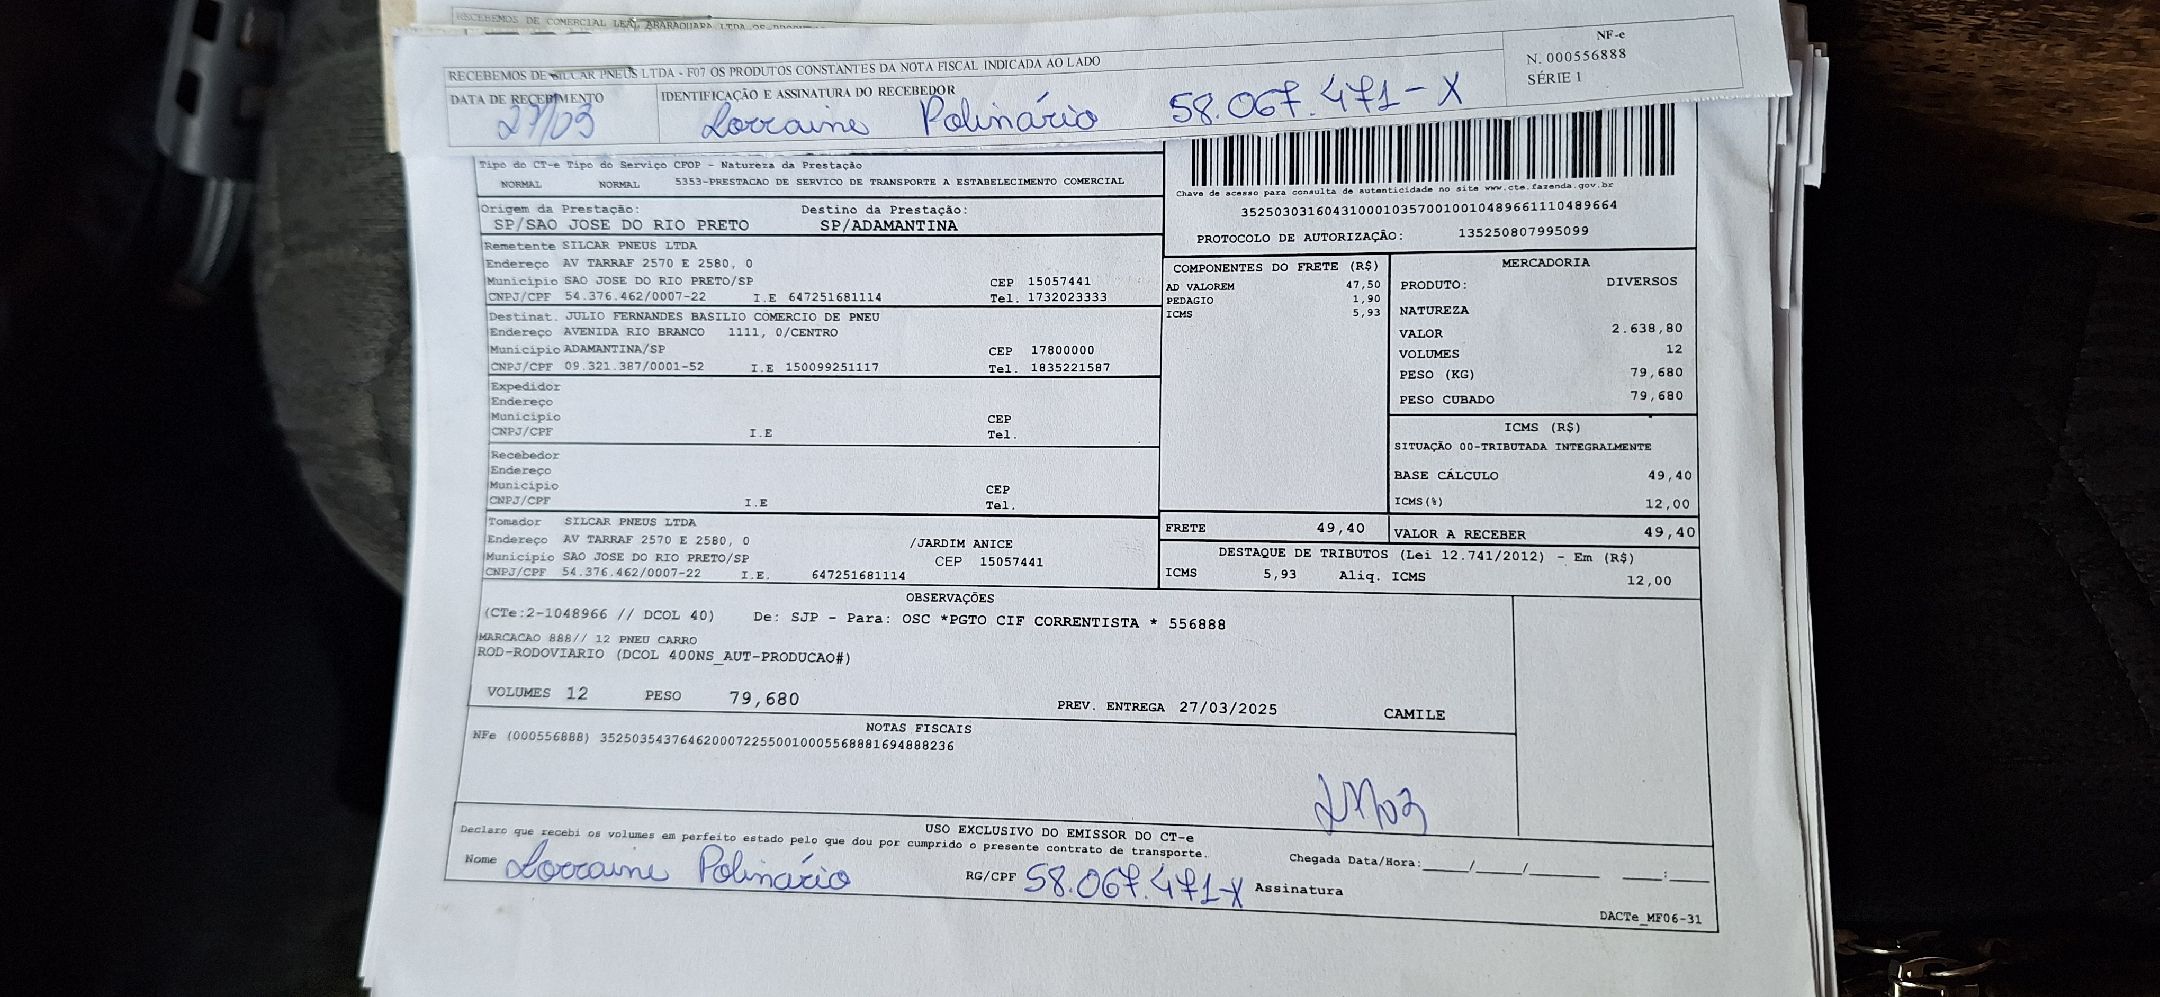 RECEBEMOS DE COMERCIAL LEAL ARARAQUARA LTDA OS
RECEBEMOS DE SILCAR PNEUS LTDA - F07 OS PRODUTOS CONSTANTES DA NOTA FISCAL INDICADA AO LADO
NF-e
N. 000556888
SÉRIE 1
DATA DE RECEBIMENTO
IDENTIFICAÇÃO E ASSINATURA DO RECEBEDOR
27/03
Lorraine Polinário 58.067.471-X
Tipo do CT-e Tipo do Serviço CFOP - Natureza da Prestação
NORMAL NORMAL 5353-PRESTACAO DE SERVICO DE TRANSPORTE A ESTABELECIMENTO COMERCIAL
Chave de acesso para consulta de autenticidade no site www.cte.fazenda.gov.br
35250303160431000103570010010489661110489664
PROTOCOLO DE AUTORIZAÇÃO: 135250807995099
Origem da Prestação: Destino da Prestação:
SP/SAO JOSE DO RIO PRETO SP/ADAMANTINA
Remetente SILCAR PNEUS LTDA
Endereço AV TARRAF 2570 E 2580, 0
Municipio SAO JOSE DO RIO PRETO/SP CEP 15057441
CNPJ/CPF 54.376.462/0007-22 I.E 647251681114 Tel. 1732023333
Destinat. JULIO FERNANDES BASILIO COMERCIO DE PNEU
Endereço AVENIDA RIO BRANCO 1111, 0/CENTRO
Municipio ADAMANTINA/SP CEP 17800000
CNPJ/CPF 09.321.387/0001-52 I.E 150099251117 Tel. 1835221587
Expedidor
Endereço
Municipio CEP
CNPJ/CPF I.E Tel.
Recebedor
Endereço
Municipio CEP
CNPJ/CPF I.E Tel.
Tomador SILCAR PNEUS LTDA
Endereço AV TARRAF 2570 E 2580, 0 /JARDIM ANICE
Municipio SAO JOSE DO RIO PRETO/SP CEP 15057441
CNPJ/CPF 54.376.462/0007-22 I.E. 647251681114
COMPONENTES DO FRETE (R$)
AD VALOREM 47,50
PEDAGIO 1,90
ICMS 5,93
MERCADORIA
PRODUTO: DIVERSOS
NATUREZA
VALOR 2.638,80
VOLUMES 12
PESO (KG) 79,680
PESO CUBADO 79,680
ICMS (R$)
SITUAÇÃO 00-TRIBUTADA INTEGRALMENTE
BASE CÁLCULO 49,40
ICMS(%) 12,00
FRETE 49,40
VALOR A RECEBER 49,40
DESTAQUE DE TRIBUTOS (Lei 12.741/2012) - Em (R$)
ICMS 5,93 Aliq. ICMS 12,00
OBSERVAÇÕES
(CTe:2-1048966 // DCOL 40) De: SJP - Para: OSC *PGTO CIF CORRENTISTA * 556888
MARCACAO 888// 12 PNEU CARRO
ROD-RODOVIARIO (DCOL 400NS_AUT-PRODUCAO#)
VOLUMES 12 PESO 79,680
PREV. ENTREGA 27/03/2025 CAMILE
NOTAS FISCAIS
NFe (000556888) 35250354376462000722550010005568881694888236
27/03
USO EXCLUSIVO DO EMISSOR DO CT-e
Declaro que recebi os volumes em perfeito estado pelo que dou por cumprido o presente contrato de transporte.
Chegada Data/Hora:____/____/______ ____:____
Nome Lorraine Polinário RG/CPF 58.067.471-X Assinatura
DACTe_MF06-31